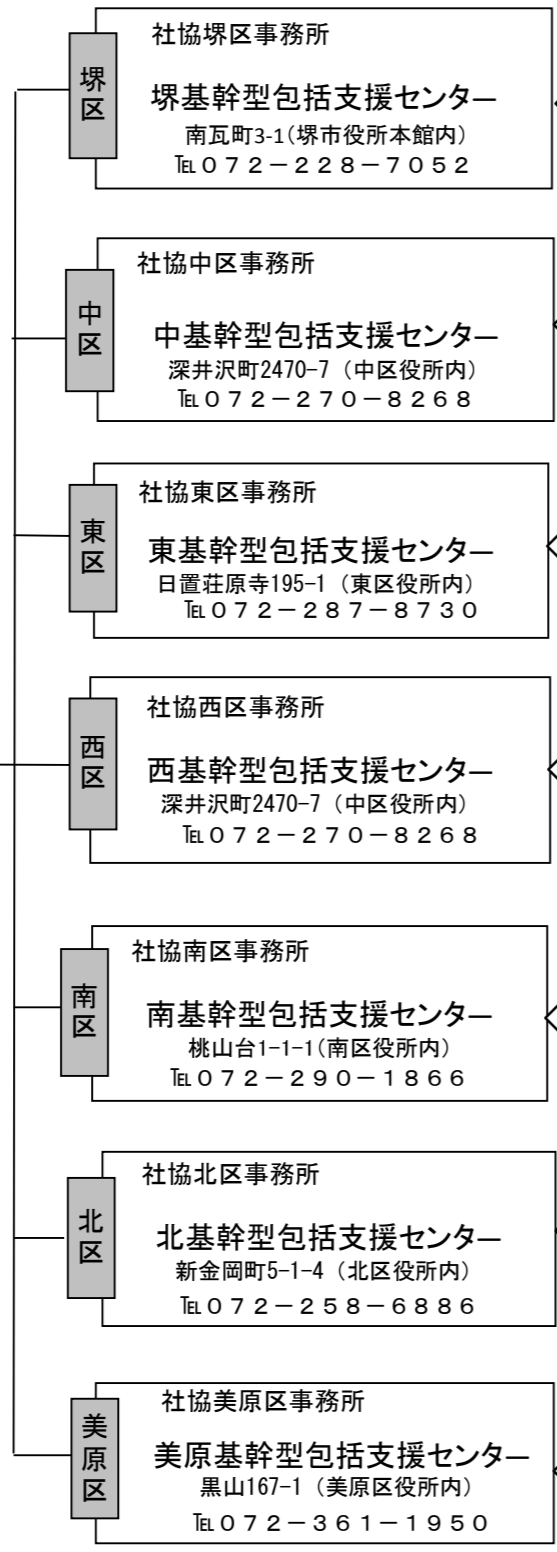 堺区
社協堺区事務所
堺基幹型包括支援センター
南瓦町3-1(堺市役所本館内)
℡０７２－２２８－７０５２
中区
社協中区事務所
中基幹型包括支援センター
深井沢町2470-7（中区役所内）
℡０７２－２７０－８２６８
東区
社協東区事務所
東基幹型包括支援センター
日置荘原寺195-1（東区役所内）
℡０７２－２８７－８７３０
西区
社協西区事務所
西基幹型包括支援センター
深井沢町2470-7（中区役所内）
℡０７２－２７０－８２６８
南区
社協南区事務所
南基幹型包括支援センター
桃山台1-1-1(南区役所内)
℡０７２－２９０－１８６６
北区
社協北区事務所
北基幹型包括支援センター
新金岡町5-1-4（北区役所内）
℡０７２－２５８－６８８６
美原区
社協美原区事務所
美原基幹型包括支援センター
黒山167-1（美原区役所内）
℡０７２－３６１－１９５０